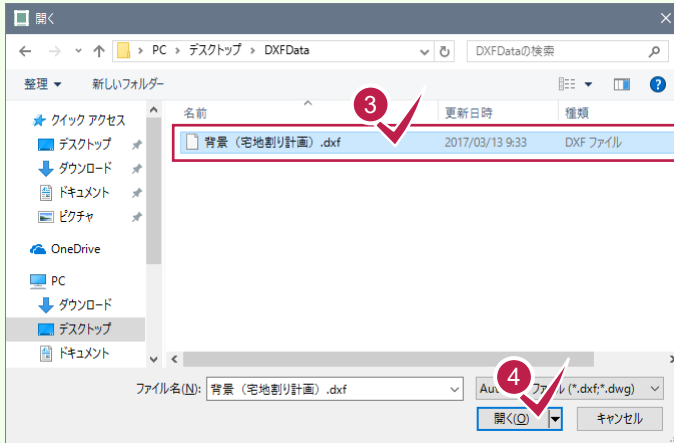 開く
PC > デスクトップ > DXFData
DXFDataの検索
整理
新しいフォルダー
クイック アクセス
デスクトップ
ダウンロード
ドキュメント
ピクチャ
OneDrive
PC
ダウンロード
デスクトップ
ドキュメント
名前
更新日時
種類
3
背景（宅地割り計画）.dxf
2017/03/13 9:33
DXF ファイル
ファイル名(N):
背景（宅地割り計画）.dxf
4
(*.dxf;*.dwg)
開く(O)
キャンセル